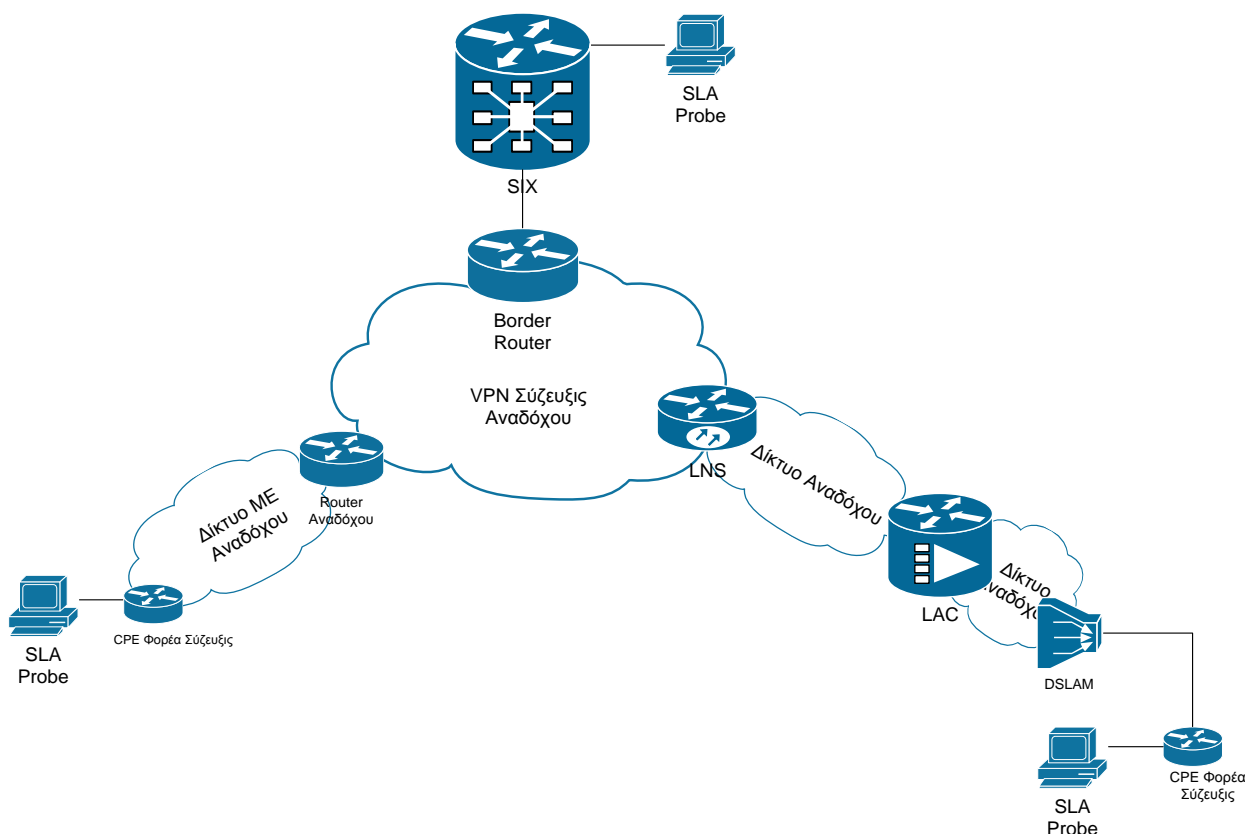 SLA
Probe
SIX
Border
Router
VPN Σύζευξις
Αναδόχου
LNS
Δίκτυο Αναδόχου
Router
Αναδόχου
Δίκτυο ΜΕ
Αναδόχου
LAC
Δίκτυο
Αναδόχου
CPE Φορέα Σύζευξις
SLA
Probe
DSLAM
CPE Φορέα
Σύζευξις
SLA
Probe